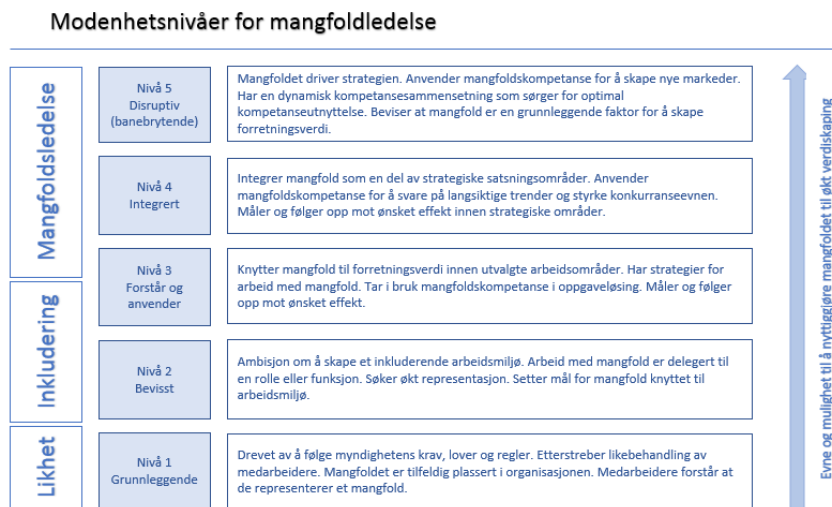 Modenhetsnivåer for mangfoldledelse
Mangfoldsledelse
Nivå 5
Disruptiv
(banebrytende)
Mangfoldet driver strategien. Anvender mangfoldskompetanse for å skape nye markeder.
Har en dynamisk kompetansesammensetning som sørger for optimal
kompetanseutnyttelse. Beviser at mangfold er en grunnleggende faktor for å skape
forretningsverdi.
Nivå 4
Integrert
Integrer mangfold som en del av strategiske satsningsområder. Anvender
mangfoldskompetanse for å svare på langsiktige trender og styrke konkurranseevnen.
Måler og følger opp mot ønsket effekt innen strategiske områder.
Inkludering
Nivå 3
Forstår og
anvender
Knytter mangfold til forretningsverdi innen utvalgte arbeidsområder. Har strategier for
arbeid med mangfold. Tar i bruk mangfoldskompetanse i oppgaveløsing. Måler og følger
opp mot ønsket effekt.
Nivå 2
Bevisst
Ambisjon om å skape et inkluderende arbeidsmiljø. Arbeid med mangfold er delegert til
en rolle eller funksjon. Søker økt representasjon. Setter mål for mangfold knyttet til
arbeidsmiljø.
Likhet
Nivå 1
Grunnleggende
Drevet av å følge myndighetens krav, lover og regler. Etterstreber likebehandling av
medarbeidere. Mangfoldet er tilfeldig plassert i organisasjonen. Medarbeidere forstår at
de representerer et mangfold.
Evne og mulighet til å nyttiggjøre mangfoldet til økt verdiskaping